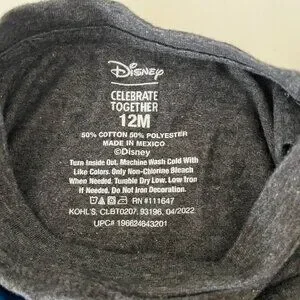 Disney
CELEBRATE
TOGETHER
12M
50% COTTON 50% POLYESTER
MADE IN MEXICO
©Disney
Turn Inside Out. Machine Wash Cold With
Like Colors. Only Non-Chlorine Bleach
When Needed. Tumble Dry Low. Low Iron
If Needed. Do Not Iron Decoration.
RN #111647
KOHL'S, CLBT0207, 93196, 04/2022
UPC# 196624643201